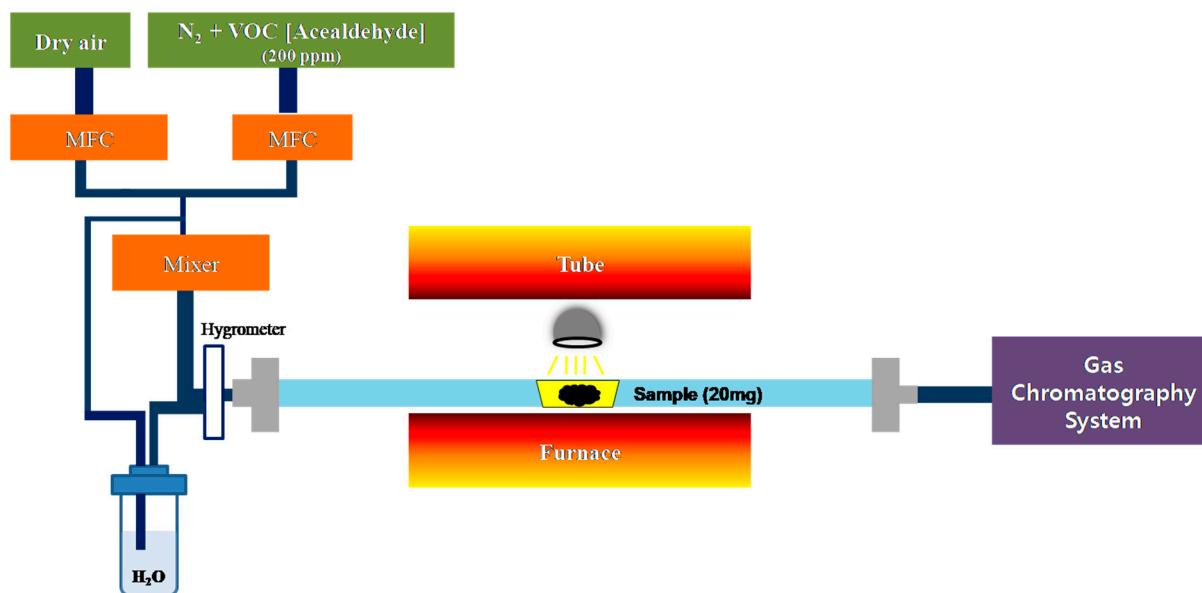 Dry air
N₂ + VOC [Acealdehyde]
(200 ppm)
MFC
MFC
Mixer
Hygrometer
Tube
Sample (20mg)
Furnace
Gas
Chromatography
System
H₂O